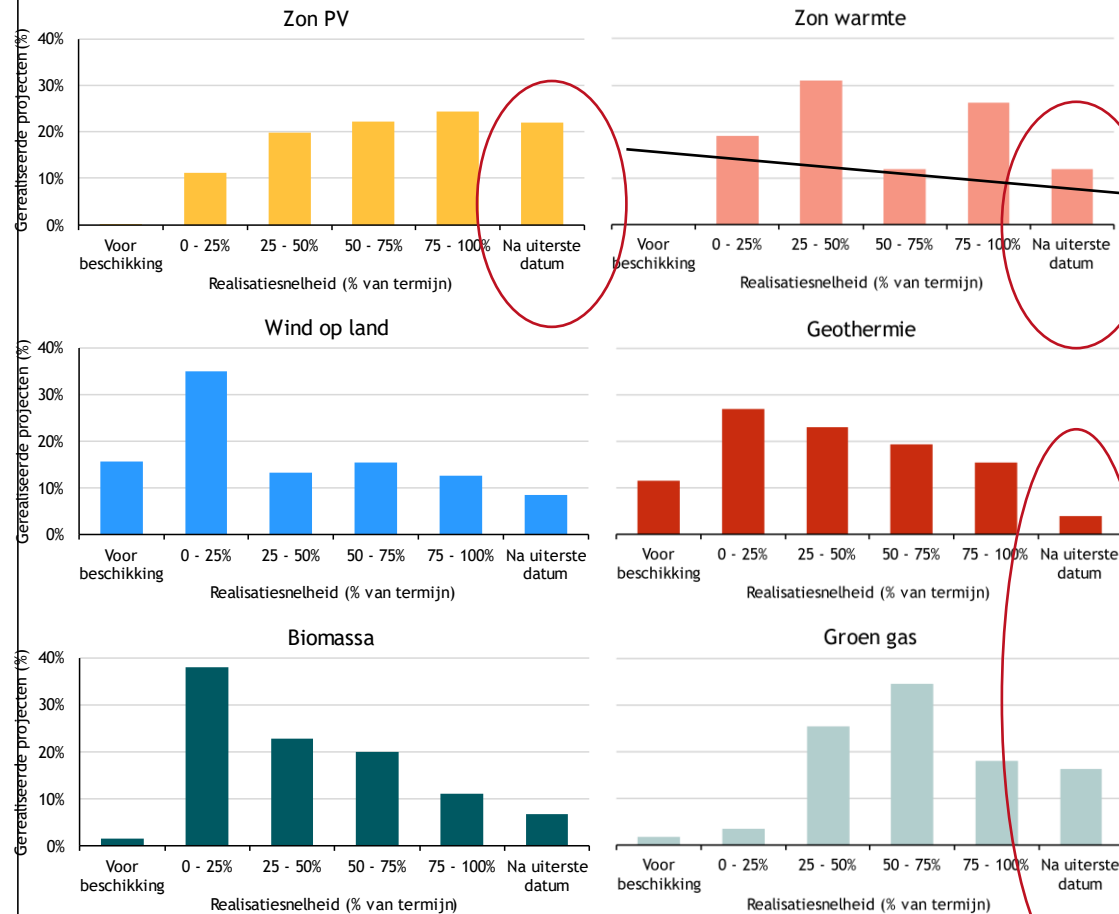 Zon PV
Gerealiseerde projecten (%)
40%
30%
20%
10%
0%
Voor beschikking
0 - 25%
25 - 50%
50 - 75%
75 - 100%
Na uiterste datum
Realisatiesnelheid (% van termijn)
Zon warmte
Voor beschikking
0 - 25%
25 - 50%
50 - 75%
75 - 100%
Na uiterste datum
Realisatiesnelheid (% van termijn)
Wind op land
Gerealiseerde projecten (%)
40%
30%
20%
10%
0%
Voor beschikking
0 - 25%
25 - 50%
50 - 75%
75 - 100%
Na uiterste datum
Realisatiesnelheid (% van termijn)
Geothermie
Voor beschikking
0 - 25%
25 - 50%
50 - 75%
75 - 100%
Na uiterste datum
Realisatiesnelheid (% van termijn)
Biomassa
Gerealiseerde projecten (%)
40%
30%
20%
10%
0%
Voor beschikking
0 - 25%
25 - 50%
50 - 75%
75 - 100%
Na uiterste datum
Realisatiesnelheid (% van termijn)
Groen gas
Voor beschikking
0 - 25%
25 - 50%
50 - 75%
75 - 100%
Na uiterste datum
Realisatiesnelheid (% van termijn)